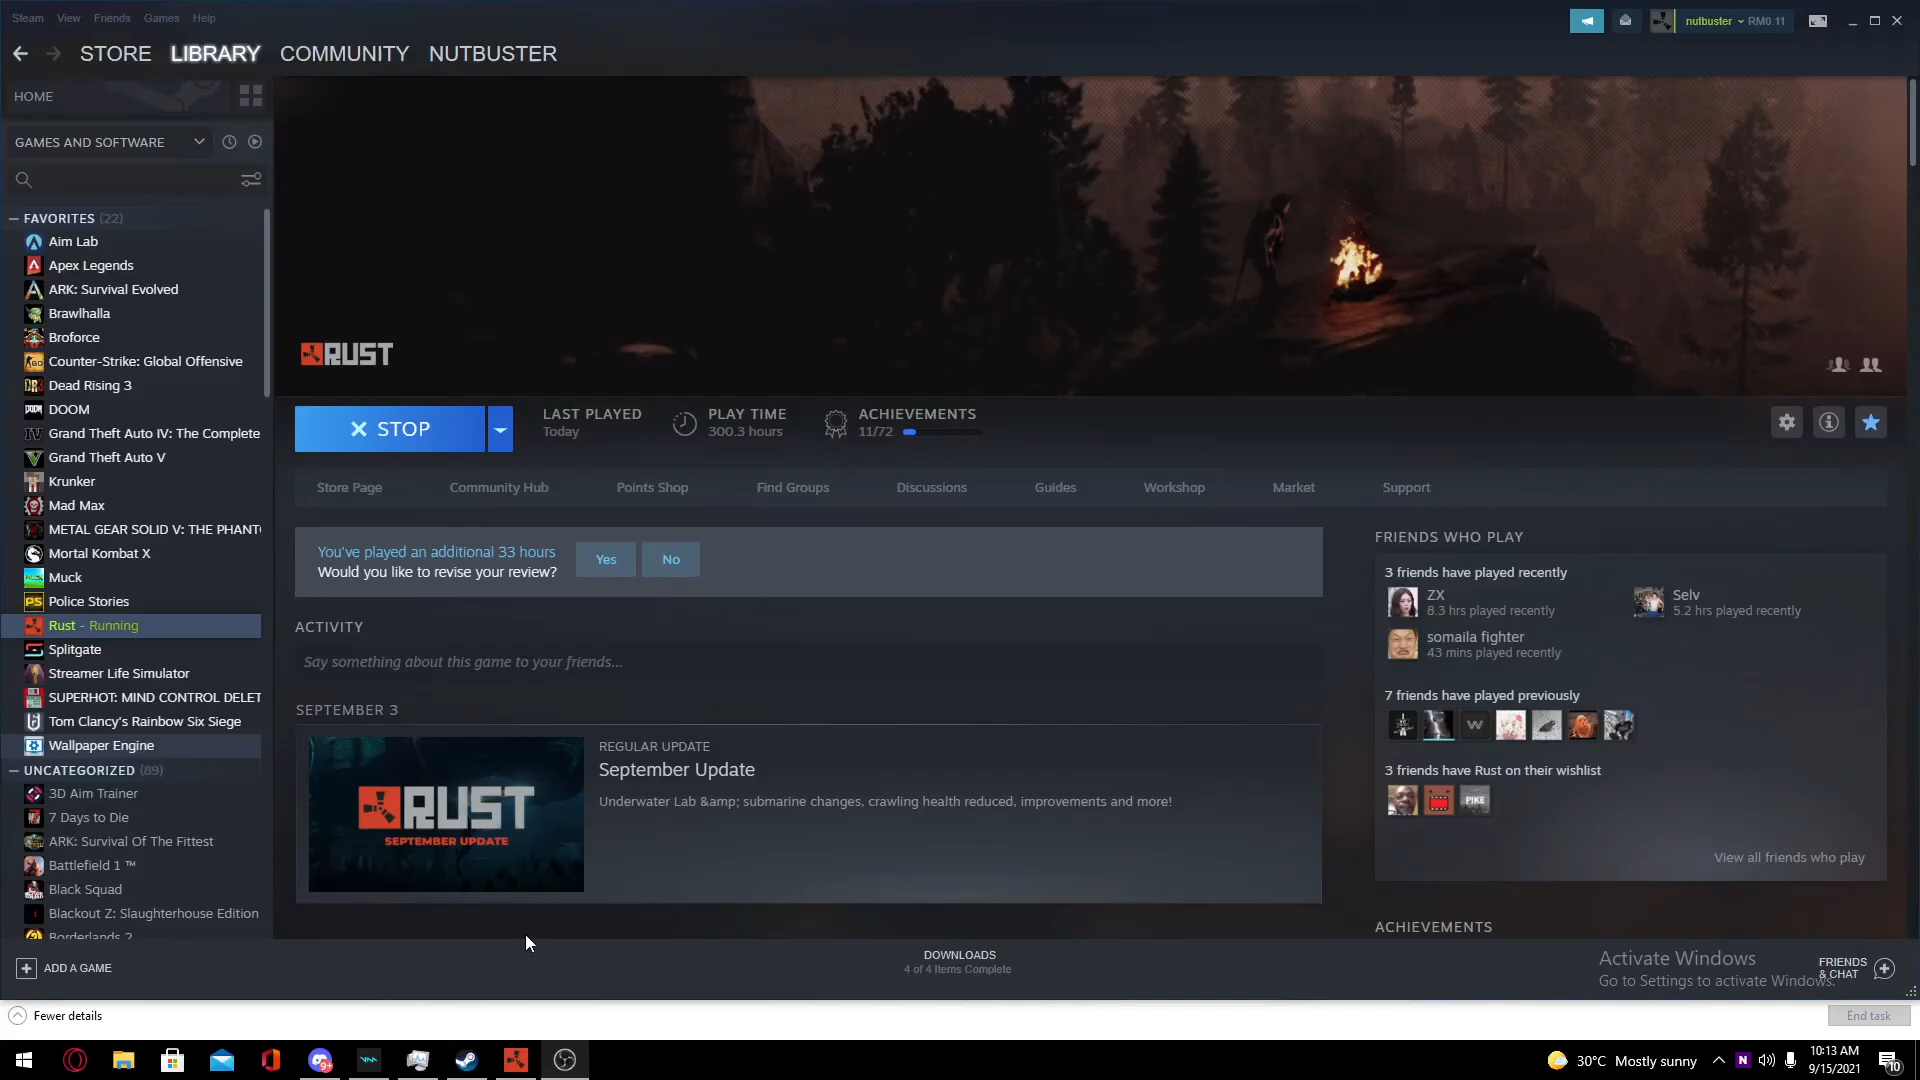 Steam View Friends Games Help
nutbuster RM0.11
STORE LIBRARY COMMUNITY NUTBUSTER
HOME
GAMES AND SOFTWARE
FAVORITES (22)
Aim Lab
Apex Legends
ARK: Survival Evolved
Brawlhalla
Broforce
Counter-Strike: Global Offensive
Dead Rising 3
DOOM
Grand Theft Auto IV: The Complete
Grand Theft Auto V
Krunker
Mad Max
METAL GEAR SOLID V: THE PHANT
Mortal Kombat X
Muck
Police Stories
Rust - Running
Splitgate
Streamer Life Simulator
SUPERHOT: MIND CONTROL DELET
Tom Clancy's Rainbow Six Siege
Wallpaper Engine
UNCATEGORIZED (89)
3D Aim Trainer
7 Days to Die
ARK: Survival Of The Fittest
Battlefield 1 ™
Black Squad
Blackout Z: Slaughterhouse Edition
Borderlands 2
ADD A GAME
RUST
STOP
LAST PLAYED
Today
PLAY TIME
300.3 hours
ACHIEVEMENTS
11/72
Store Page Community Hub Points Shop Find Groups Discussions Guides Workshop Market Support
You've played an additional 33 hours
Would you like to revise your review?
Yes No
ACTIVITY
Say something about this game to your friends...
SEPTEMBER 3
RUST
SEPTEMBER UPDATE
REGULAR UPDATE
September Update
Underwater Lab &amp; submarine changes, crawling health reduced, improvements and more!
FRIENDS WHO PLAY
3 friends have played recently
ZX
8.3 hrs played recently
Selv
5.2 hrs played recently
somaila fighter
43 mins played recently
7 friends have played previously
3 friends have Rust on their wishlist
PIKE
View all friends who play
ACHIEVEMENTS
DOWNLOADS
4 of 4 Items Complete
Activate Windows
Go to Settings to activate Windows.
FRIENDS
& CHAT
Fewer details
End task
9+
30°C Mostly sunny
10:13 AM
9/15/2021
10